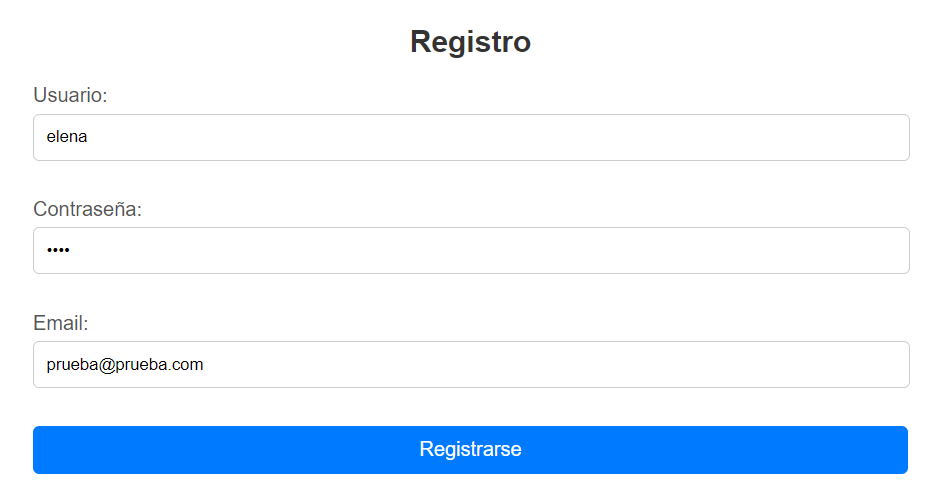 Registro
Usuario:
elena
Contraseña:
••••
Email:
prueba@prueba.com
Registrarse